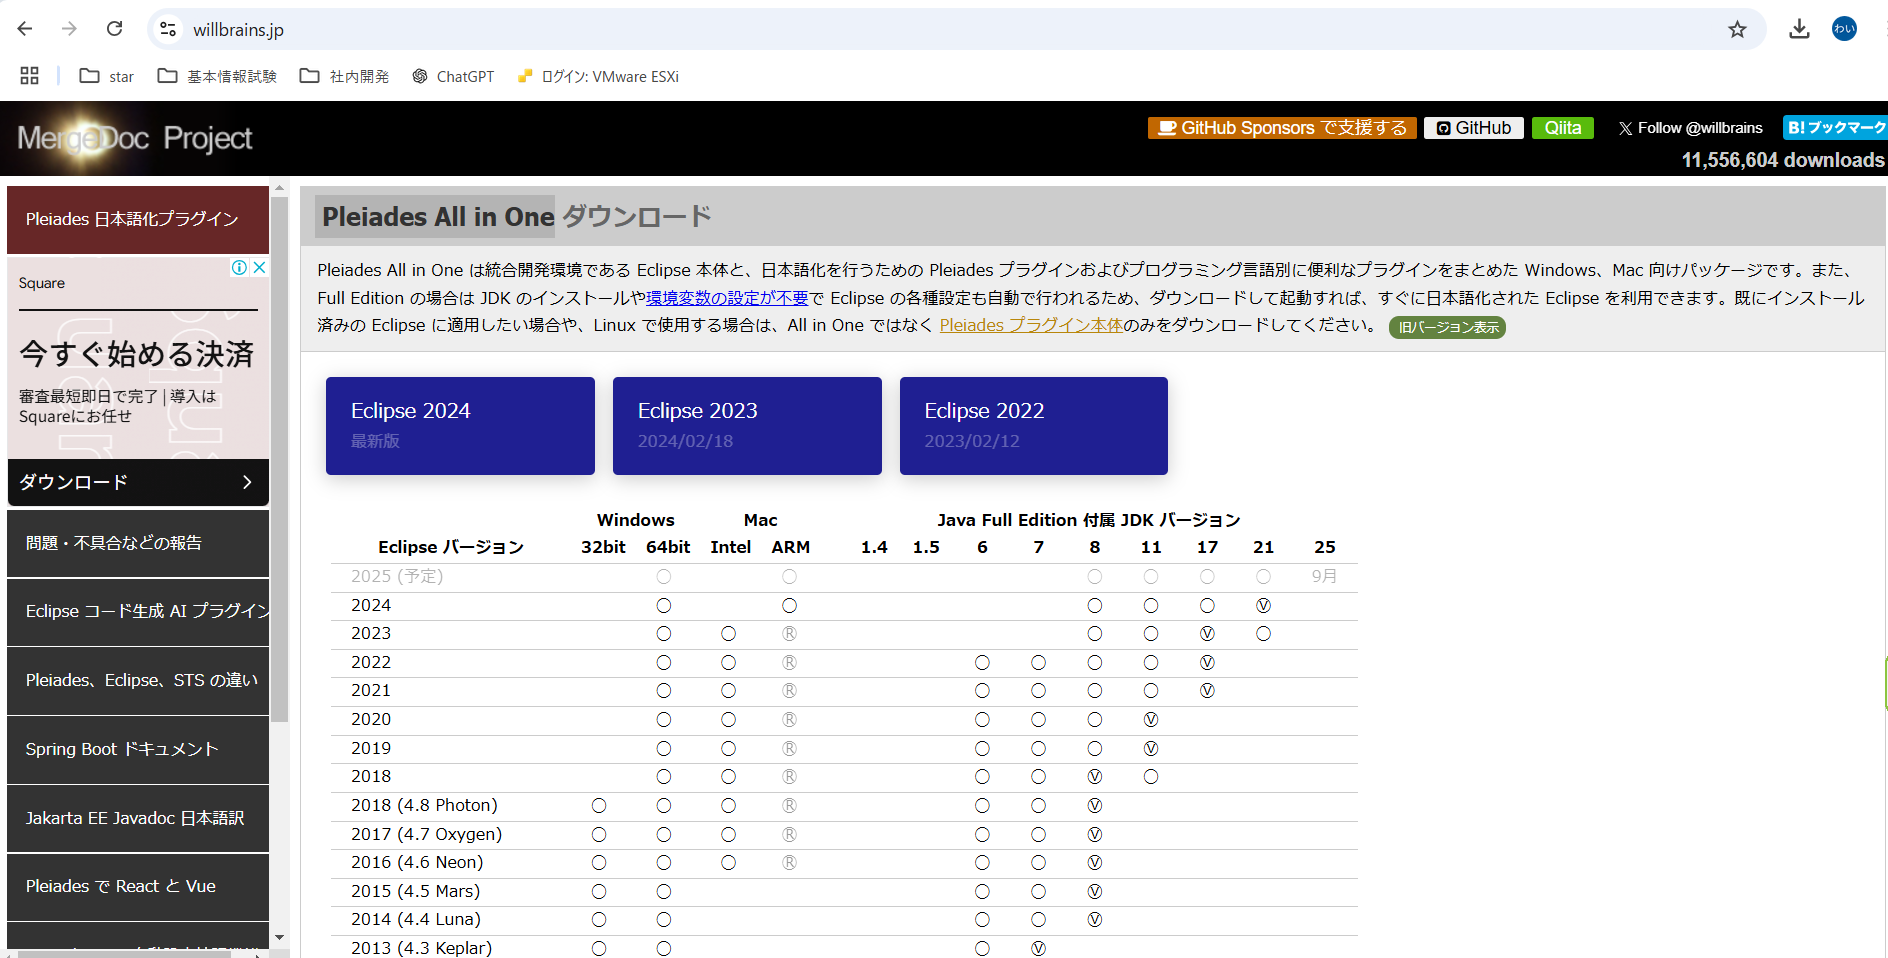 willbrains.jp
わい
star
基本情報試験
社内開発
ChatGPT
ログイン: VMware ESXi
MergeDoc Project
GitHub Sponsors で支援する
GitHub
Qiita
Follow @willbrains
B! ブックマーク
11,556,604 downloads
Pleiades 日本語化プラグイン
Square
今すぐ始める決済
審査最短即日で完了 | 導入は
Squareにお任せ
ダウンロード
問題・不具合などの報告
Eclipse コード生成 AI プラグイン
Pleiades、Eclipse、STS の違い
Spring Boot ドキュメント
Jakarta EE Javadoc 日本語訳
Pleiades で React と Vue
Pleiades All in One ダウンロード
Pleiades All in One は統合開発環境である Eclipse 本体と、日本語化を行うための Pleiades プラグインおよびプログラミング言語別に便利なプラグインをまとめた Windows、Mac 向けパッケージです。また、
Full Edition の場合は JDK のインストールや環境変数の設定が不要で Eclipse の各種設定も自動で行われるため、ダウンロードして起動すれば、すぐに日本語化された Eclipse を利用できます。既にインストール
済みの Eclipse に適用したい場合や、Linux で使用する場合は、All in One ではなく Pleiades プラグイン本体のみをダウンロードしてください。 旧バージョン表示
Eclipse 2024
最新版
Eclipse 2023
2024/02/18
Eclipse 2022
2023/02/12
Windows Mac Java Full Edition 付属 JDK バージョン
Eclipse バージョン 32bit 64bit Intel ARM 1.4 1.5 6 7 8 11 17 21 25
2025 (予定) ○ ○ ○ ○ ○ ○ 9月
2024 ○ ○ ○ ○ ○ Ⓥ
2023 ○ ○ Ⓡ ○ ○ Ⓥ ○
2022 ○ ○ Ⓡ ○ ○ ○ ○ Ⓥ
2021 ○ ○ Ⓡ ○ ○ ○ ○ Ⓥ
2020 ○ ○ Ⓡ ○ ○ ○ Ⓥ
2019 ○ ○ Ⓡ ○ ○ ○ Ⓥ
2018 ○ ○ Ⓡ ○ ○ Ⓥ ○
2018 (4.8 Photon) ○ ○ ○ Ⓡ ○ ○ Ⓥ
2017 (4.7 Oxygen) ○ ○ ○ Ⓡ ○ ○ Ⓥ
2016 (4.6 Neon) ○ ○ ○ Ⓡ ○ ○ Ⓥ
2015 (4.5 Mars) ○ ○ ○ ○ Ⓥ
2014 (4.4 Luna) ○ ○ ○ ○ Ⓥ
2013 (4.3 Keplar) ○ ○ ○ Ⓥ